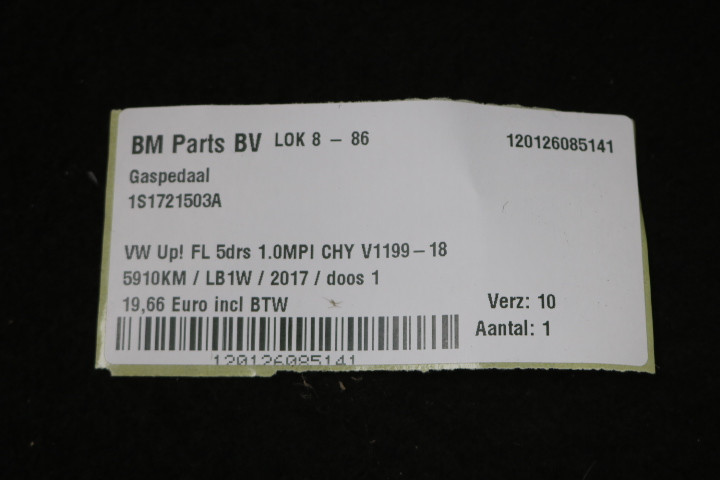 BM Parts BV LOK 8 - 86 120126085141
Gaspedaal
1S1721503A
VW Up! FL 5drs 1.0MPI CHY V1199-18
5910KM / LB1W / 2017 / doos 1
19,66 Euro incl BTW Verz: 10
Aantal: 1
120126085141